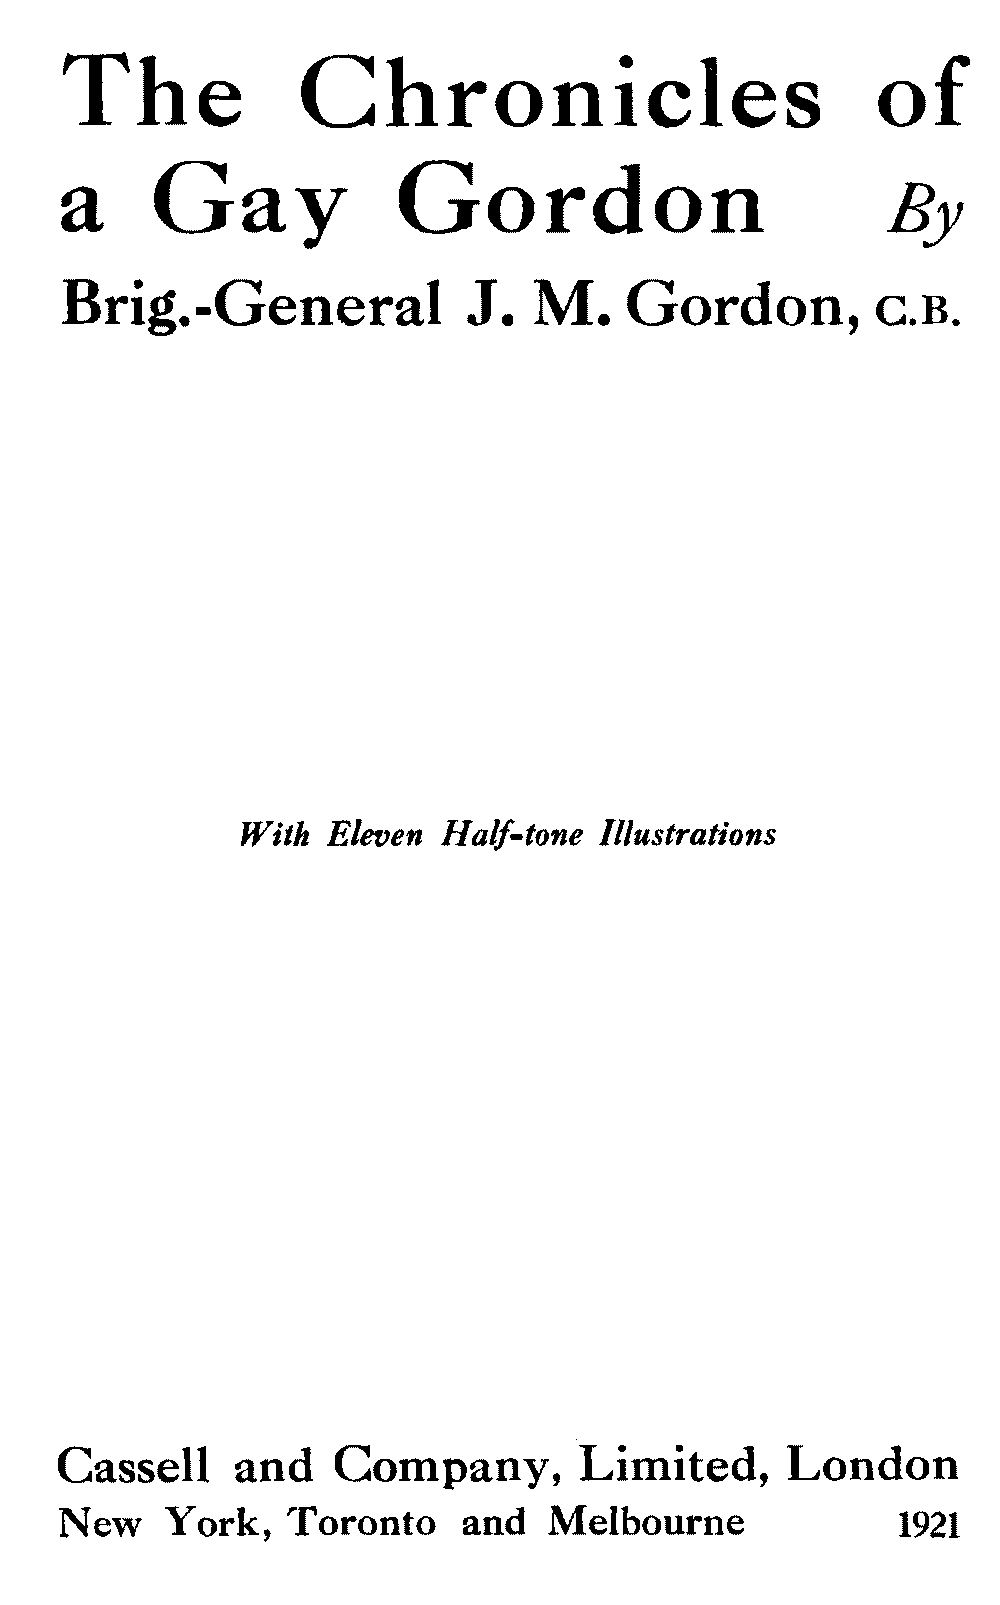 The Chronicles of
a Gay Gordon By
Brig.-General J. M. Gordon, C.B.
With Eleven Half-tone Illustrations
Cassell and Company, Limited, London
New York, Toronto and Melbourne 1921